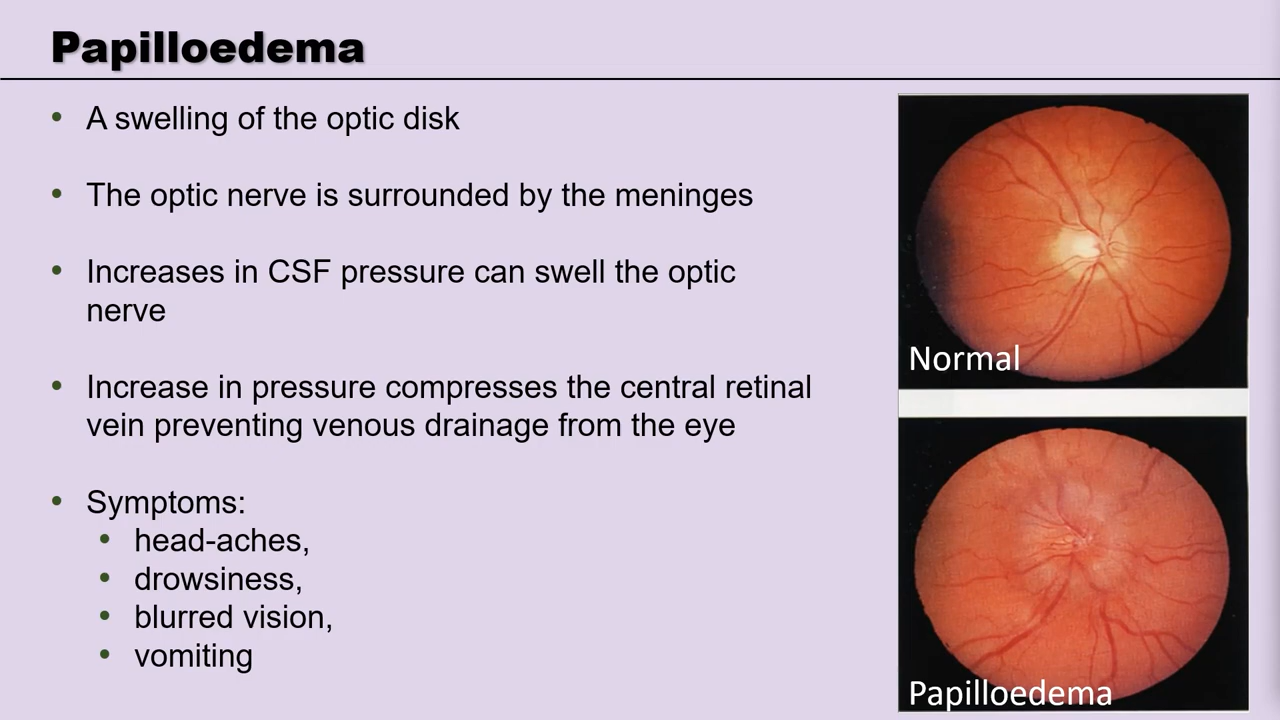 Papilloedema
• A swelling of the optic disk
• The optic nerve is surrounded by the meninges
• Increases in CSF pressure can swell the optic
nerve
• Increase in pressure compresses the central retinal
vein preventing venous drainage from the eye
• Symptoms:
• head-aches,
• drowsiness,
• blurred vision,
• vomiting
Normal
Papilloedema